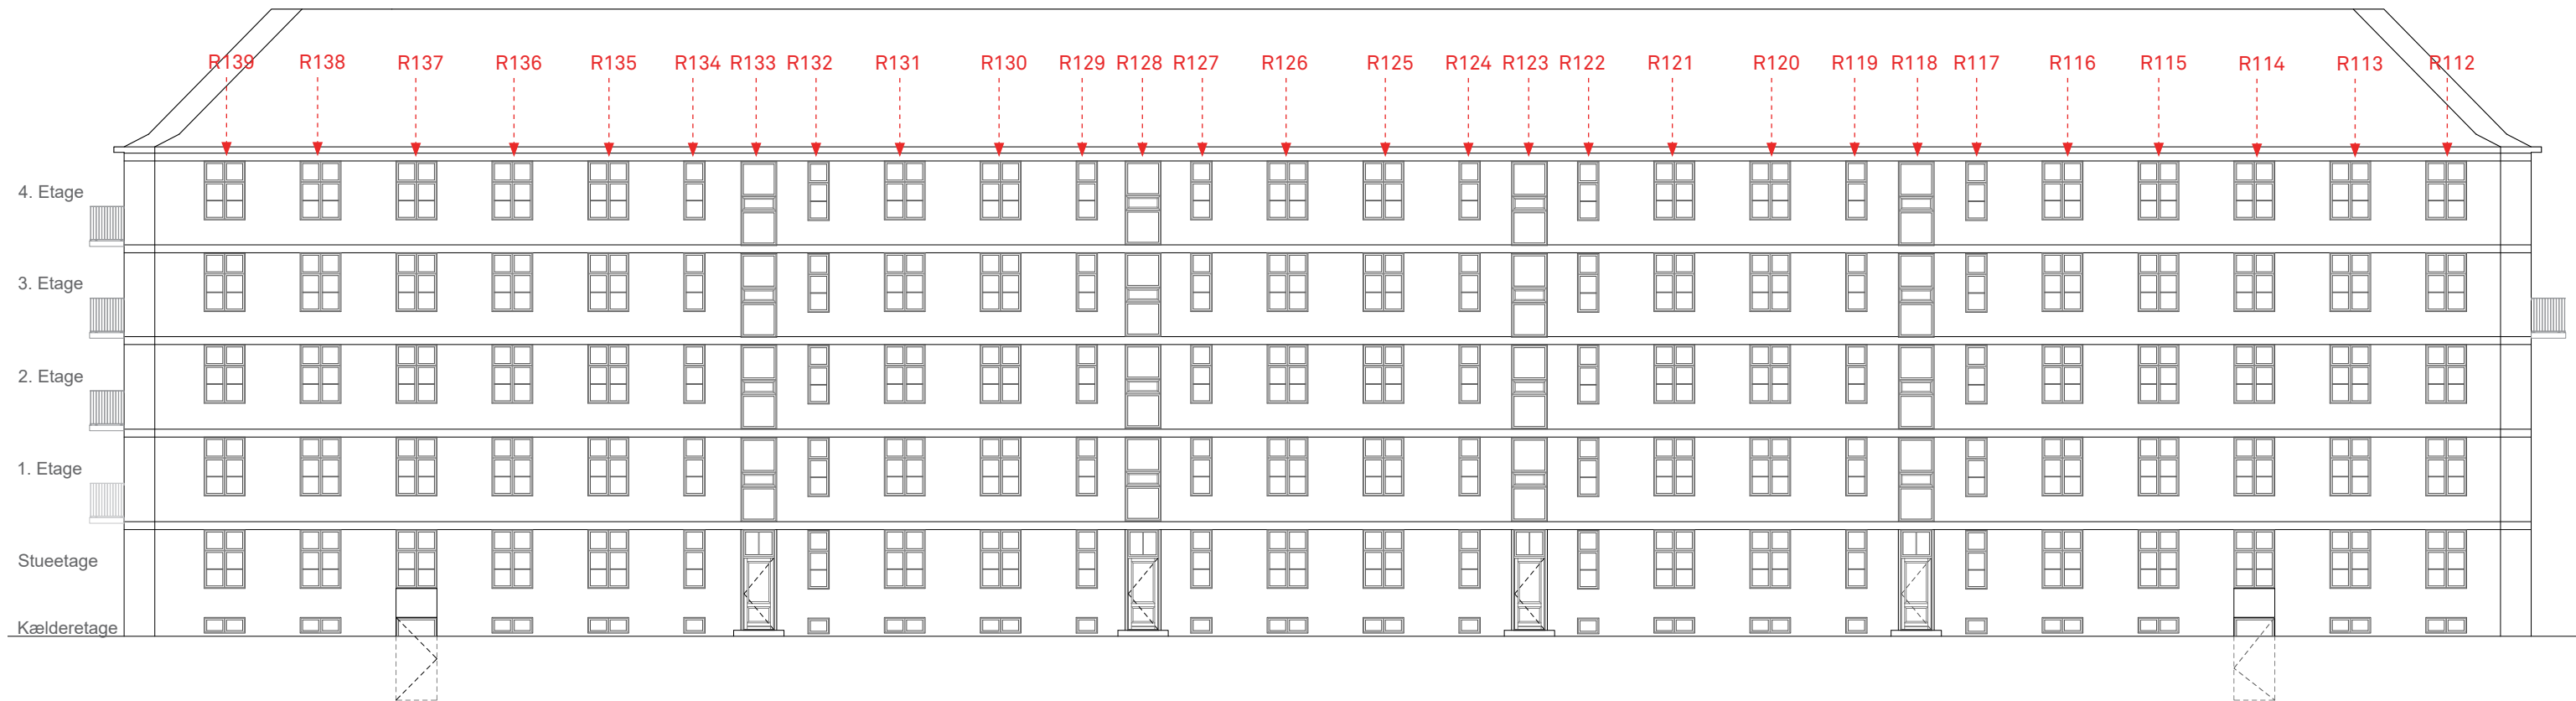 R139 R138 R137 R136 R135 R134 R133 R132 R131 R130 R129 R128 R127 R126 R125 R124 R123 R122 R121 R120 R119 R118 R117 R116 R115 R114 R113 R112
4. Etage
3. Etage
2. Etage
1. Etage
Stueetage
Kælderetage